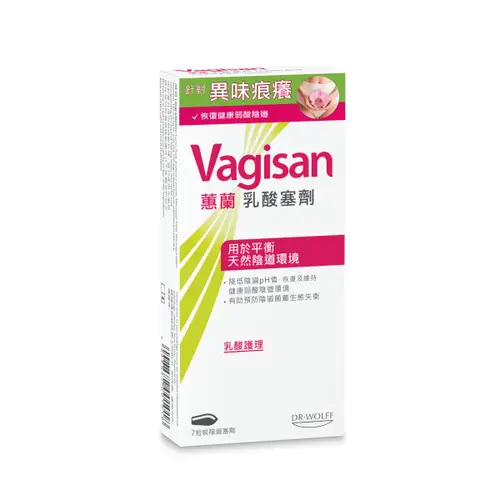 針對 異味痕癢
✓ 恢復健康弱酸陰道
Vagisan
蕙蘭 乳酸塞劑
用於平衡
天然陰道環境
• 降低陰道pH值，恢復及維持
健康弱酸陰道環境
• 有助預防陰道菌叢生態失衡
乳酸護理
7粒裝陰道塞劑
DR·WOLFF